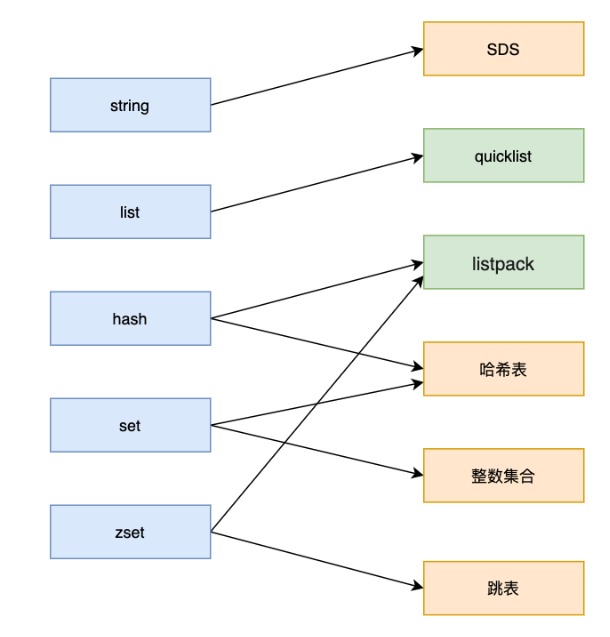 SDS
string
quicklist
list
listpack
hash
哈希表
set
整数集合
zset
跳表